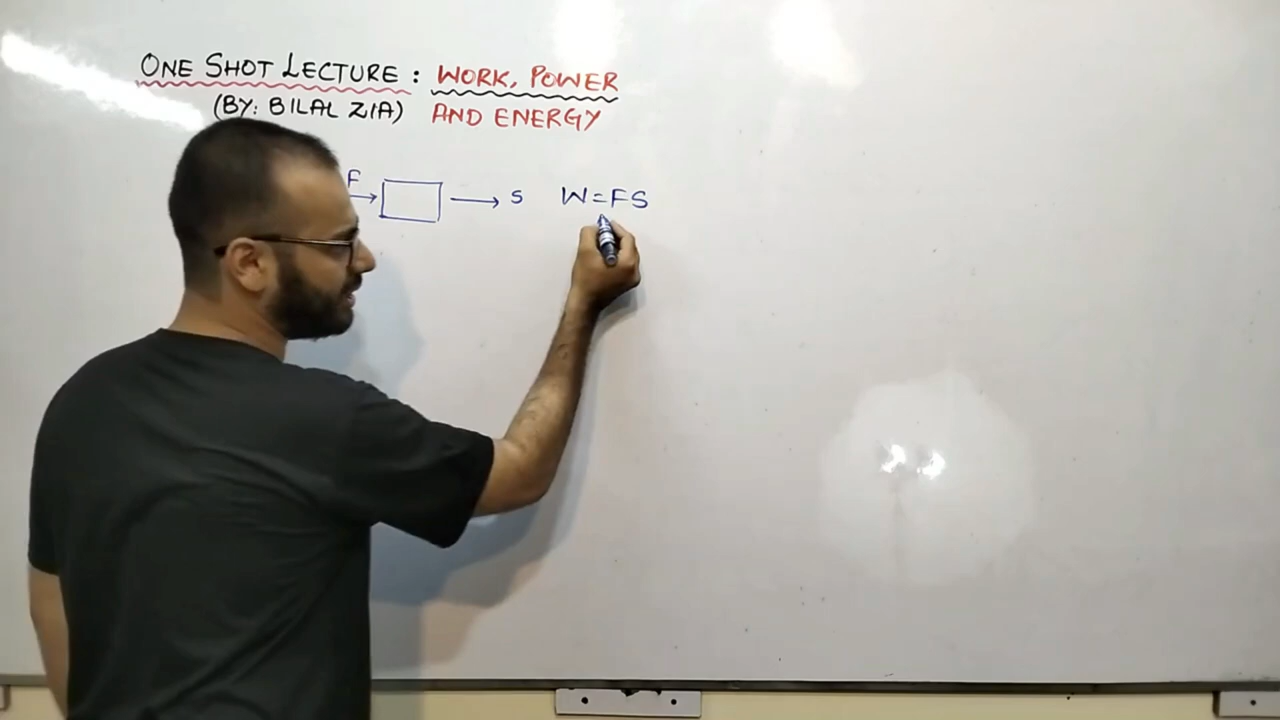 ONE SHOT LECTURE : WORK, POWER
(BY: BILAL ZIA) AND ENERGY
F S W=FS